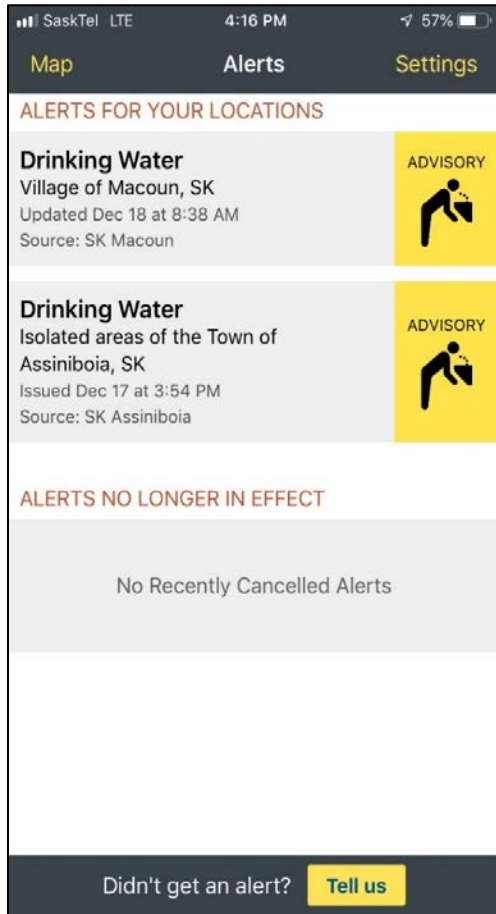 SaskTel LTE 4:16 PM 57%
Map Alerts Settings
ALERTS FOR YOUR LOCATIONS
Drinking Water
Village of Macoun, SK
Updated Dec 18 at 8:38 AM
Source: SK Macoun
ADVISORY
Drinking Water
Isolated areas of the Town of
Assiniboia, SK
Issued Dec 17 at 3:54 PM
Source: SK Assiniboia
ADVISORY
ALERTS NO LONGER IN EFFECT
No Recently Cancelled Alerts
Didn't get an alert? Tell us